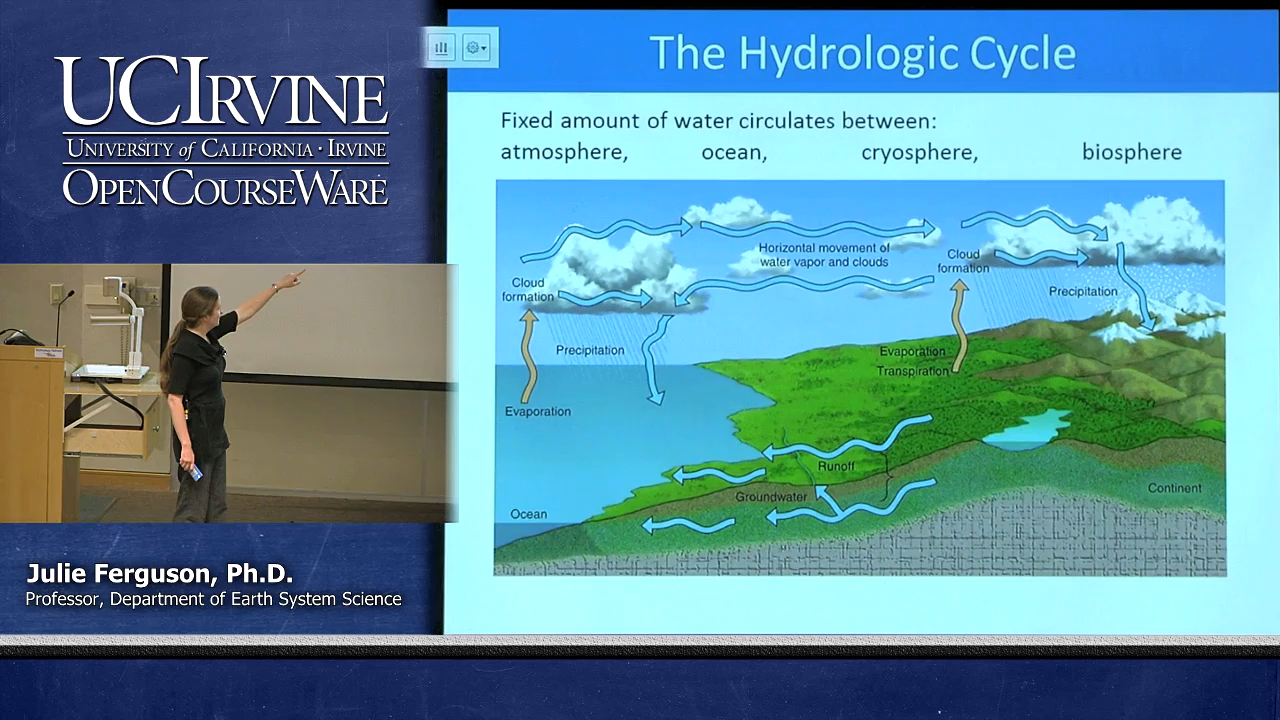 UCIRVINE
UNIVERSITY of CALIFORNIA · IRVINE
OPENCOURSEWARE
Julie Ferguson, Ph.D.
Professor, Department of Earth System Science
The Hydrologic Cycle
Fixed amount of water circulates between:
atmosphere, ocean, cryosphere, biosphere
Horizontal movement of
water vapor and clouds
Cloud
formation
Cloud
formation
Precipitation
Precipitation
Evaporation
Transpiration
Evaporation
Runoff
Groundwater
Continent
Ocean